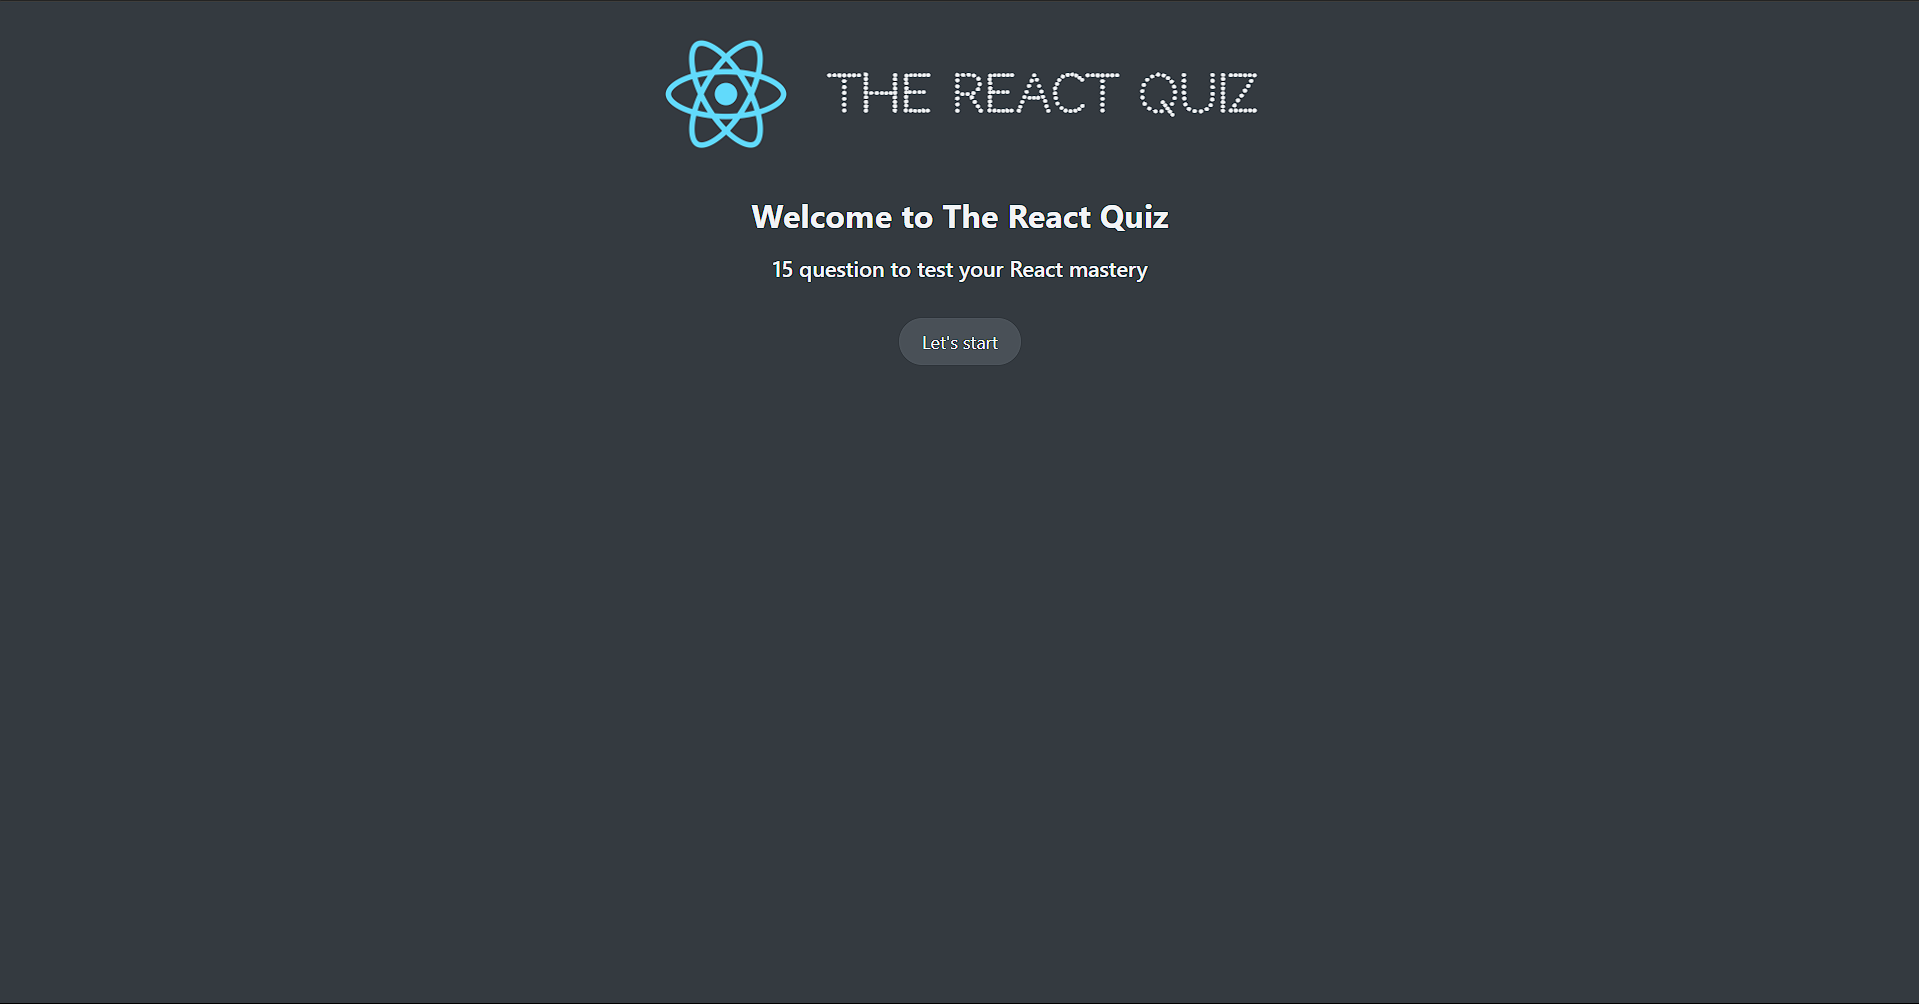 THE REACT QUIZ
Welcome to The React Quiz
15 question to test your React mastery
Let's start